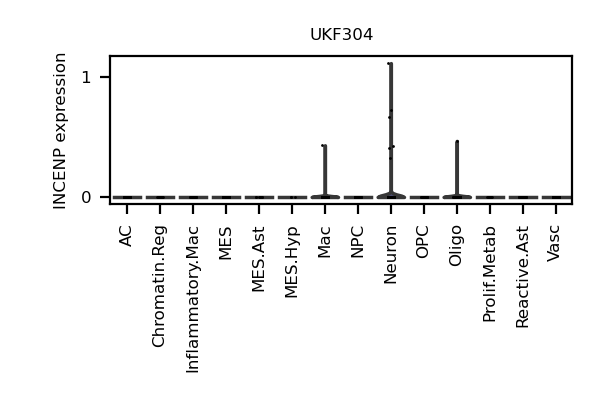 UKF304
INCENP expression
1
0
AC
Chromatin.Reg
Inflammatory.Mac
MES
MES.Ast
MES.Hyp
Mac
NPC
Neuron
OPC
Oligo
Prolif.Metab
Reactive.Ast
Vasc